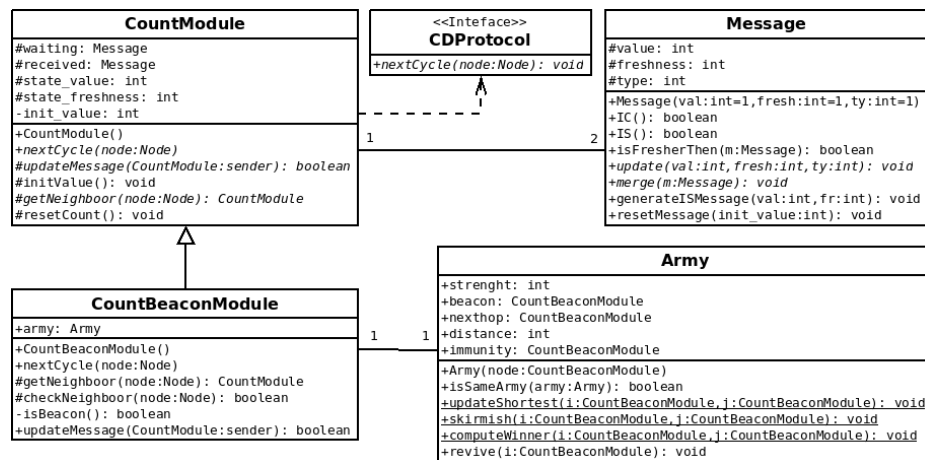 CountModule
#waiting: Message
#received: Message
#state_value: int
#state_freshness: int
-init_value: int
+CountModule()
+nextCycle(node:Node)
#updateMessage(CountModule:sender): boolean
#initValue(): void
#getNeighboor(node:Node): CountModule
#resetCount(): void
<<Inteface>>
CDProtocol
+nextCycle(node:Node): void
Message
#value: int
#freshness: int
#type: int
+Message(val:int=1,fresh:int=1,ty:int=1)
+IC(): boolean
+IS(): boolean
+isFresherThen(m:Message): boolean
+update(val:int,fresh:int,ty:int): void
+merge(m:Message): void
+generateISMessage(val:int,fr:int): void
+resetMessage(init_value:int): void
1
2
CountBeaconModule
+army: Army
+CountBeaconModule()
+nextCycle(node:Node)
#getNeighboor(node:Node): CountModule
#checkNeighboor(node:Node): boolean
-isBeacon(): boolean
+updateMessage(CountModule:sender): boolean
1
1
Army
+strenght: int
+beacon: CountBeaconModule
+nexthop: CountBeaconModule
+distance: int
+immunity: CountBeaconModule
+Army(node:CountBeaconModule)
+isSameArmy(army:Army): boolean
+updateShortest(i:CountBeaconModule,j:CountBeaconModule): void
+skirmish(i:CountBeaconModule,j:CountBeaconModule): void
+computeWinner(i:CountBeaconModule,j:CountBeaconModule): void
+revive(i:CountBeaconModule): void